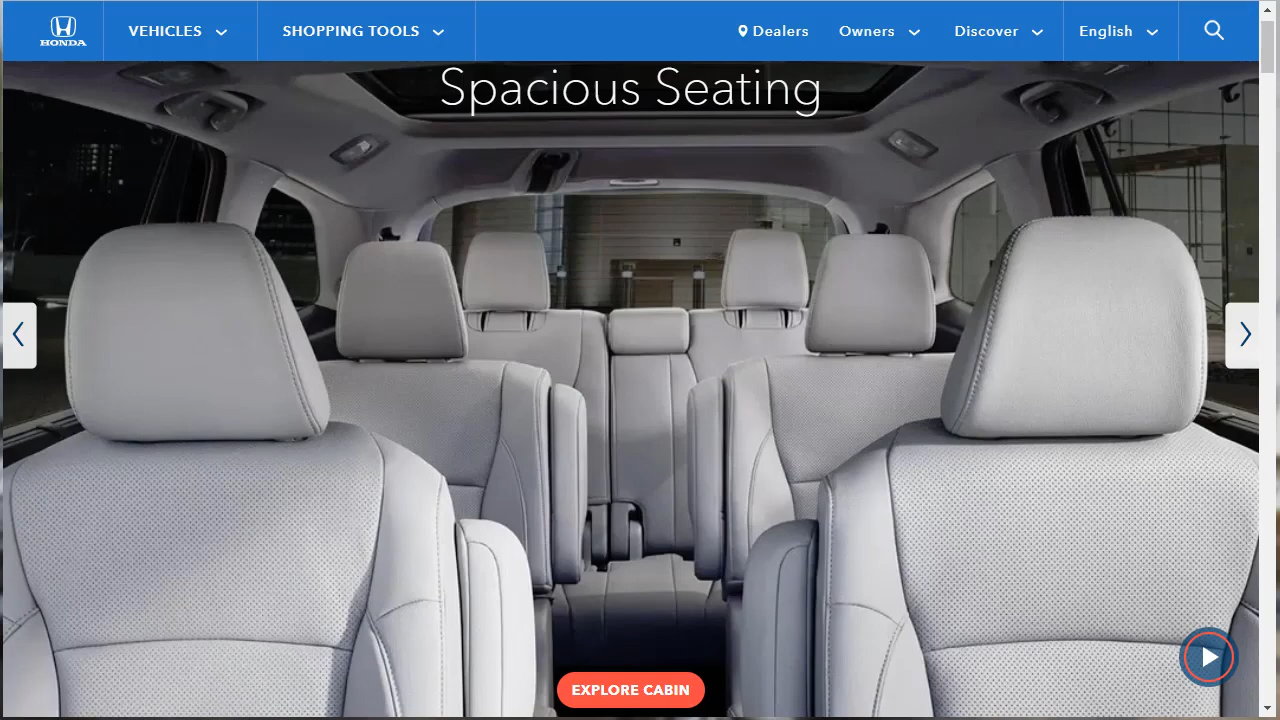 HONDA
VEHICLES
SHOPPING TOOLS
Dealers
Owners
Discover
English
Spacious Seating
EXPLORE CABIN